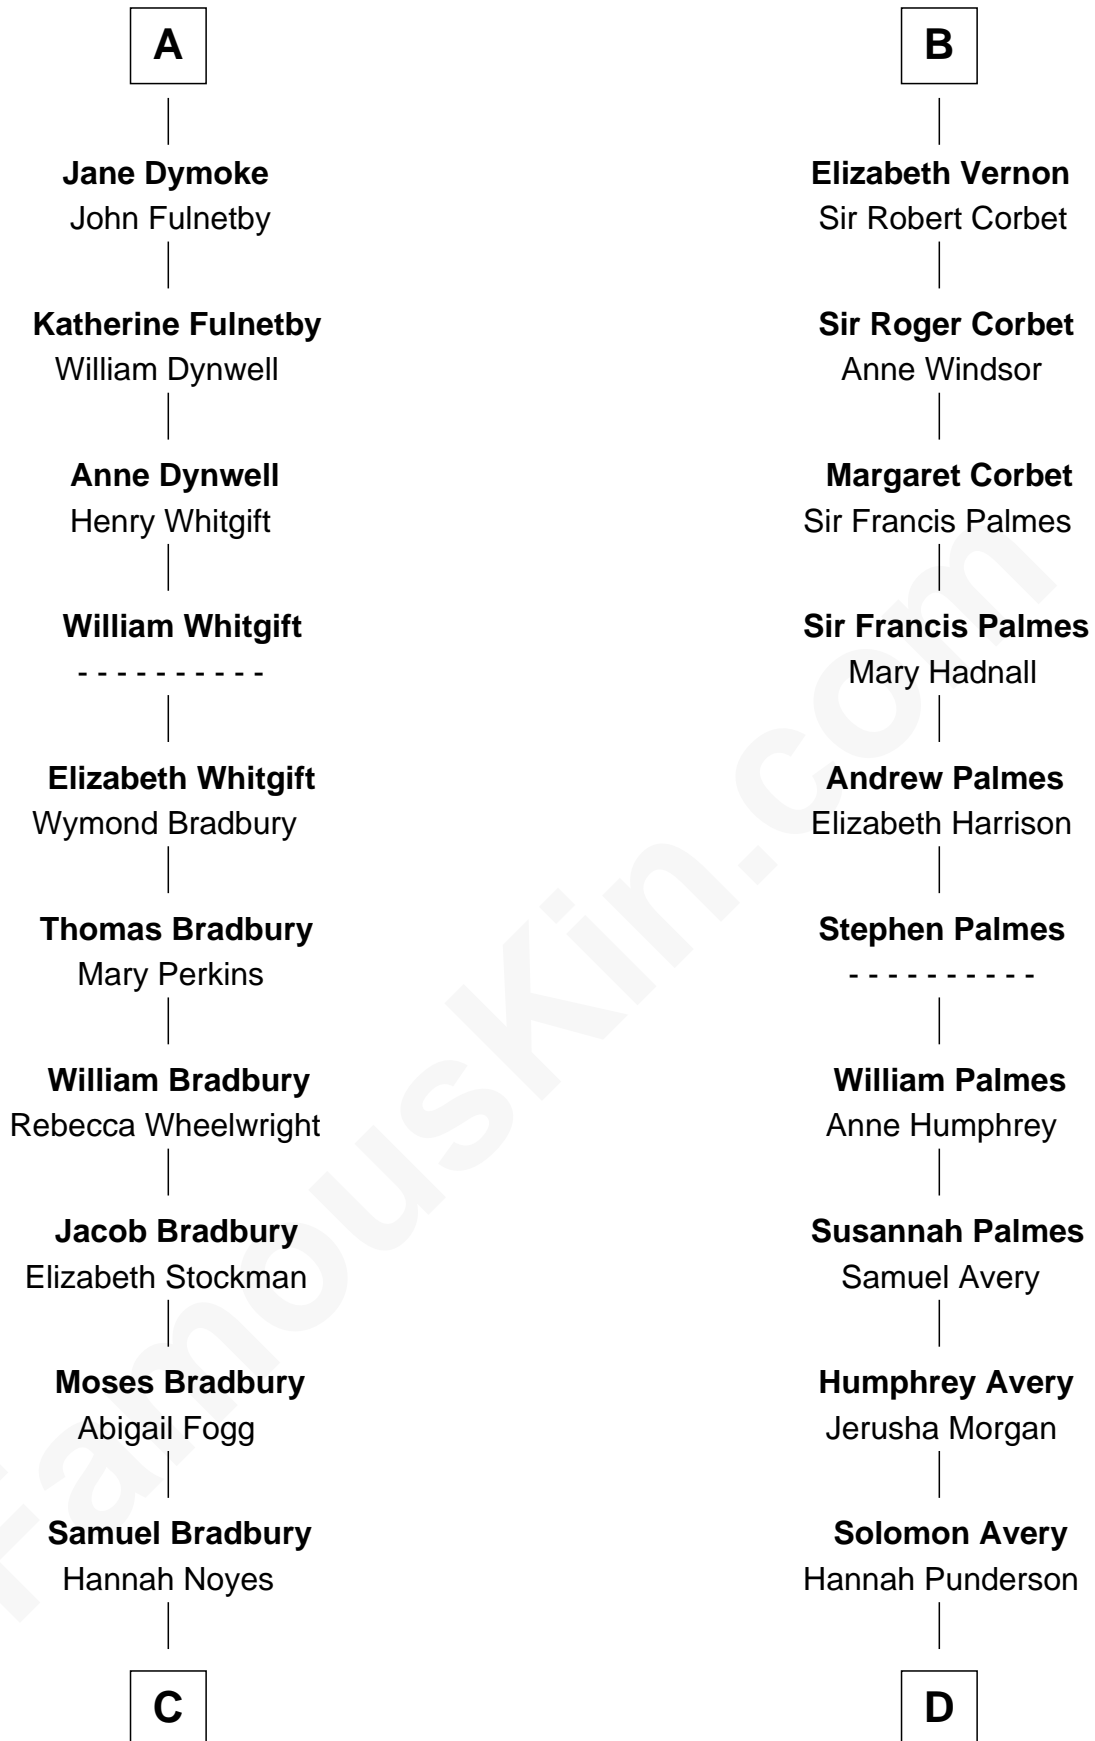 A
Jane Dymoke
John Fulnetby
Katherine Fulnetby
William Dynwell
Anne Dynwell
Henry Whitgift
William Whitgift
- - - - - - - - - -
Elizabeth Whitgift
Wymond Bradbury
Thomas Bradbury
Mary Perkins
William Bradbury
Rebecca Wheelwright
Jacob Bradbury
Elizabeth Stockman
Moses Bradbury
Abigail Fogg
Samuel Bradbury
Hannah Noyes
C
B
Elizabeth Vernon
Sir Robert Corbet
Sir Roger Corbet
Anne Windsor
Margaret Corbet
Sir Francis Palmes
Sir Francis Palmes
Mary Hadnall
Andrew Palmes
Elizabeth Harrison
Stephen Palmes
- - - - - - - - - -
William Palmes
Anne Humphrey
Susannah Palmes
Samuel Avery
Humphrey Avery
Jerusha Morgan
Solomon Avery
Hannah Punderson
D
FamousKin.com